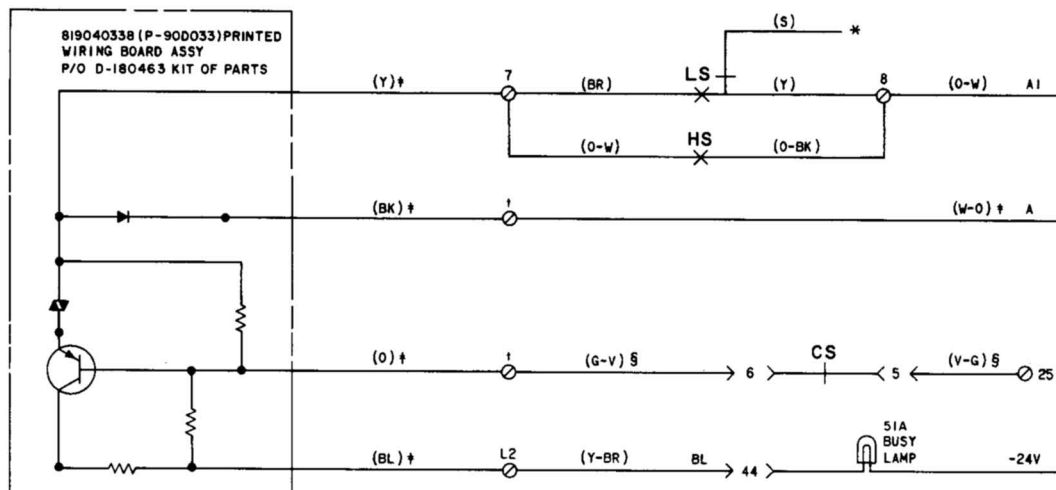 819040338 (P-90D033) PRINTED
WIRING BOARD ASSY
P/O D-180463 KIT OF PARTS
(S) *
(Y)‡ 7 (BR) LS (Y) 8 (O-W) A1
(O-W) HS (O-BK)
(BK)‡ † (W-O)‡ A
(O)‡ † (G-V)§ 6 CS 5 (V-G)§ 25
51A
BUSY
LAMP
(BL)‡ L2 (Y-BR) BL 44 -24V